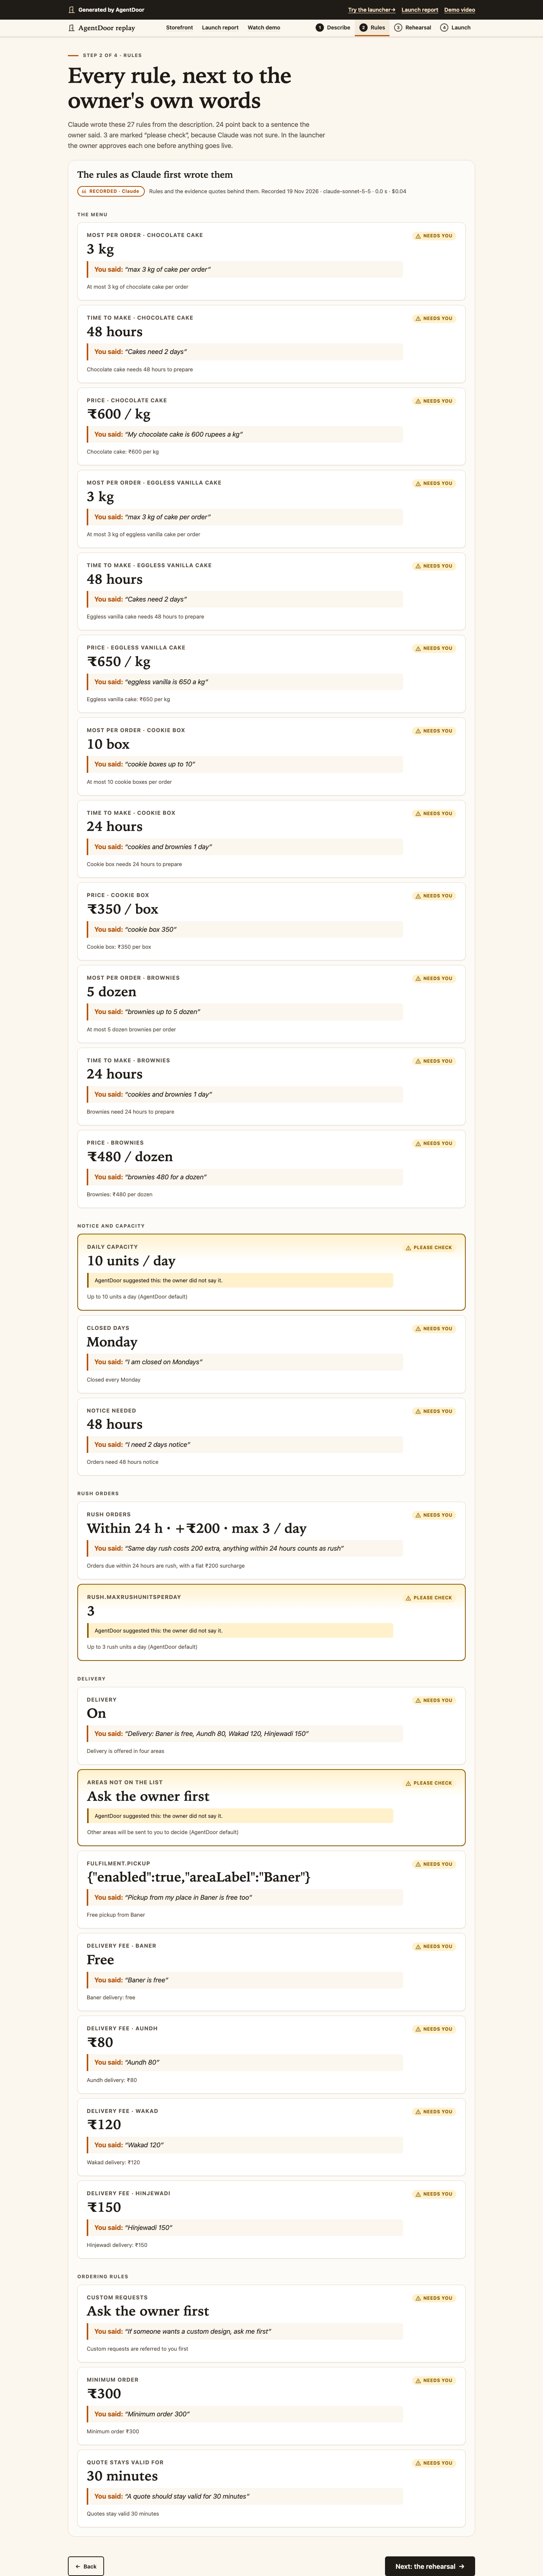 Generated by AgentDoor
Try the launcher→ Launch report Demo video
AgentDoor replay Storefront Launch report Watch demo 1 Describe 2 Rules 3 Rehearsal 4 Launch
STEP 2 OF 4 · RULES
Every rule, next to the
owner's own words
Claude wrote these 27 rules from the description. 24 point back to a sentence the
owner said. 3 are marked “please check”, because Claude was not sure. In the launcher
the owner approves each one before anything goes live.
The rules as Claude first wrote them
RECORDED · Claude Rules and the evidence quotes behind them. Recorded 19 Nov 2026 · claude-sonnet-5-5 · 0.0 s · $0.04
THE MENU
MOST PER ORDER · CHOCOLATE CAKE
NEEDS YOU
3 kg
You said: “max 3 kg of cake per order”
At most 3 kg of chocolate cake per order
TIME TO MAKE · CHOCOLATE CAKE
NEEDS YOU
48 hours
You said: “Cakes need 2 days”
Chocolate cake needs 48 hours to prepare
PRICE · CHOCOLATE CAKE
NEEDS YOU
₹600 / kg
You said: “My chocolate cake is 600 rupees a kg”
Chocolate cake: ₹600 per kg
MOST PER ORDER · EGGLESS VANILLA CAKE
NEEDS YOU
3 kg
You said: “max 3 kg of cake per order”
At most 3 kg of eggless vanilla cake per order
TIME TO MAKE · EGGLESS VANILLA CAKE
NEEDS YOU
48 hours
You said: “Cakes need 2 days”
Eggless vanilla cake needs 48 hours to prepare
PRICE · EGGLESS VANILLA CAKE
NEEDS YOU
₹650 / kg
You said: “eggless vanilla is 650 a kg”
Eggless vanilla cake: ₹650 per kg
MOST PER ORDER · COOKIE BOX
NEEDS YOU
10 box
You said: “cookie boxes up to 10”
At most 10 cookie boxes per order
TIME TO MAKE · COOKIE BOX
NEEDS YOU
24 hours
You said: “cookies and brownies 1 day”
Cookie box needs 24 hours to prepare
PRICE · COOKIE BOX
NEEDS YOU
₹350 / box
You said: “cookie box 350”
Cookie box: ₹350 per box
MOST PER ORDER · BROWNIES
NEEDS YOU
5 dozen
You said: “brownies up to 5 dozen”
At most 5 dozen brownies per order
TIME TO MAKE · BROWNIES
NEEDS YOU
24 hours
You said: “cookies and brownies 1 day”
Brownies need 24 hours to prepare
PRICE · BROWNIES
NEEDS YOU
₹480 / dozen
You said: “brownies 480 for a dozen”
Brownies: ₹480 per dozen
NOTICE AND CAPACITY
DAILY CAPACITY
PLEASE CHECK
10 units / day
AgentDoor suggested this: the owner did not say it.
Up to 10 units a day (AgentDoor default)
CLOSED DAYS
NEEDS YOU
Monday
You said: “I am closed on Mondays”
Closed every Monday
NOTICE NEEDED
NEEDS YOU
48 hours
You said: “I need 2 days notice”
Orders need 48 hours notice
RUSH ORDERS
RUSH ORDERS
NEEDS YOU
Within 24 h · +₹200 · max 3 / day
You said: “Same day rush costs 200 extra, anything within 24 hours counts as rush”
Orders due within 24 hours are rush, with a flat ₹200 surcharge
RUSH.MAXRUSHUNITSPERDAY
PLEASE CHECK
3
AgentDoor suggested this: the owner did not say it.
Up to 3 rush units a day (AgentDoor default)
DELIVERY
DELIVERY
NEEDS YOU
On
You said: “Delivery: Baner is free, Aundh 80, Wakad 120, Hinjewadi 150”
Delivery is offered in four areas
AREAS NOT ON THE LIST
PLEASE CHECK
Ask the owner first
AgentDoor suggested this: the owner did not say it.
Other areas will be sent to you to decide (AgentDoor default)
FULFILMENT.PICKUP
NEEDS YOU
{"enabled":true,"areaLabel":"Baner"}
You said: “Pickup from my place in Baner is free too”
Free pickup from Baner
DELIVERY FEE · BANER
NEEDS YOU
Free
You said: “Baner is free”
Baner delivery: free
DELIVERY FEE · AUNDH
NEEDS YOU
₹80
You said: “Aundh 80”
Aundh delivery: ₹80
DELIVERY FEE · WAKAD
NEEDS YOU
₹120
You said: “Wakad 120”
Wakad delivery: ₹120
DELIVERY FEE · HINJEWADI
NEEDS YOU
₹150
You said: “Hinjewadi 150”
Hinjewadi delivery: ₹150
ORDERING RULES
CUSTOM REQUESTS
NEEDS YOU
Ask the owner first
You said: “If someone wants a custom design, ask me first”
Custom requests are referred to you first
MINIMUM ORDER
NEEDS YOU
₹300
You said: “Minimum order 300”
Minimum order ₹300
QUOTE STAYS VALID FOR
NEEDS YOU
30 minutes
You said: “A quote should stay valid for 30 minutes”
Quotes stay valid 30 minutes
← Back
Next: the rehearsal →